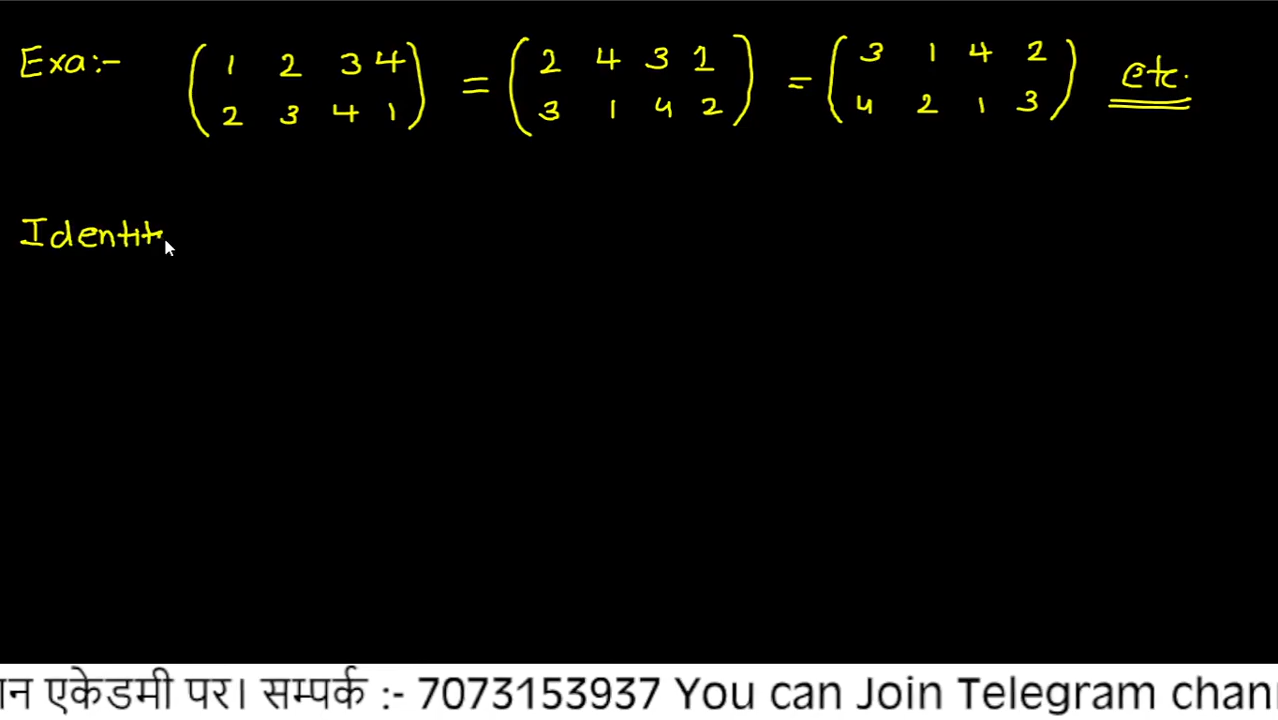 Exa:- ( 1 2 3 4 ) = ( 2 4 3 1 ) = ( 3 1 4 2 ) etc.
2 3 4 1 3 1 4 2 4 2 1 3
Identit
ान एकेडमी पर। सम्पर्क :- 7073153937 You can Join Telegram chann